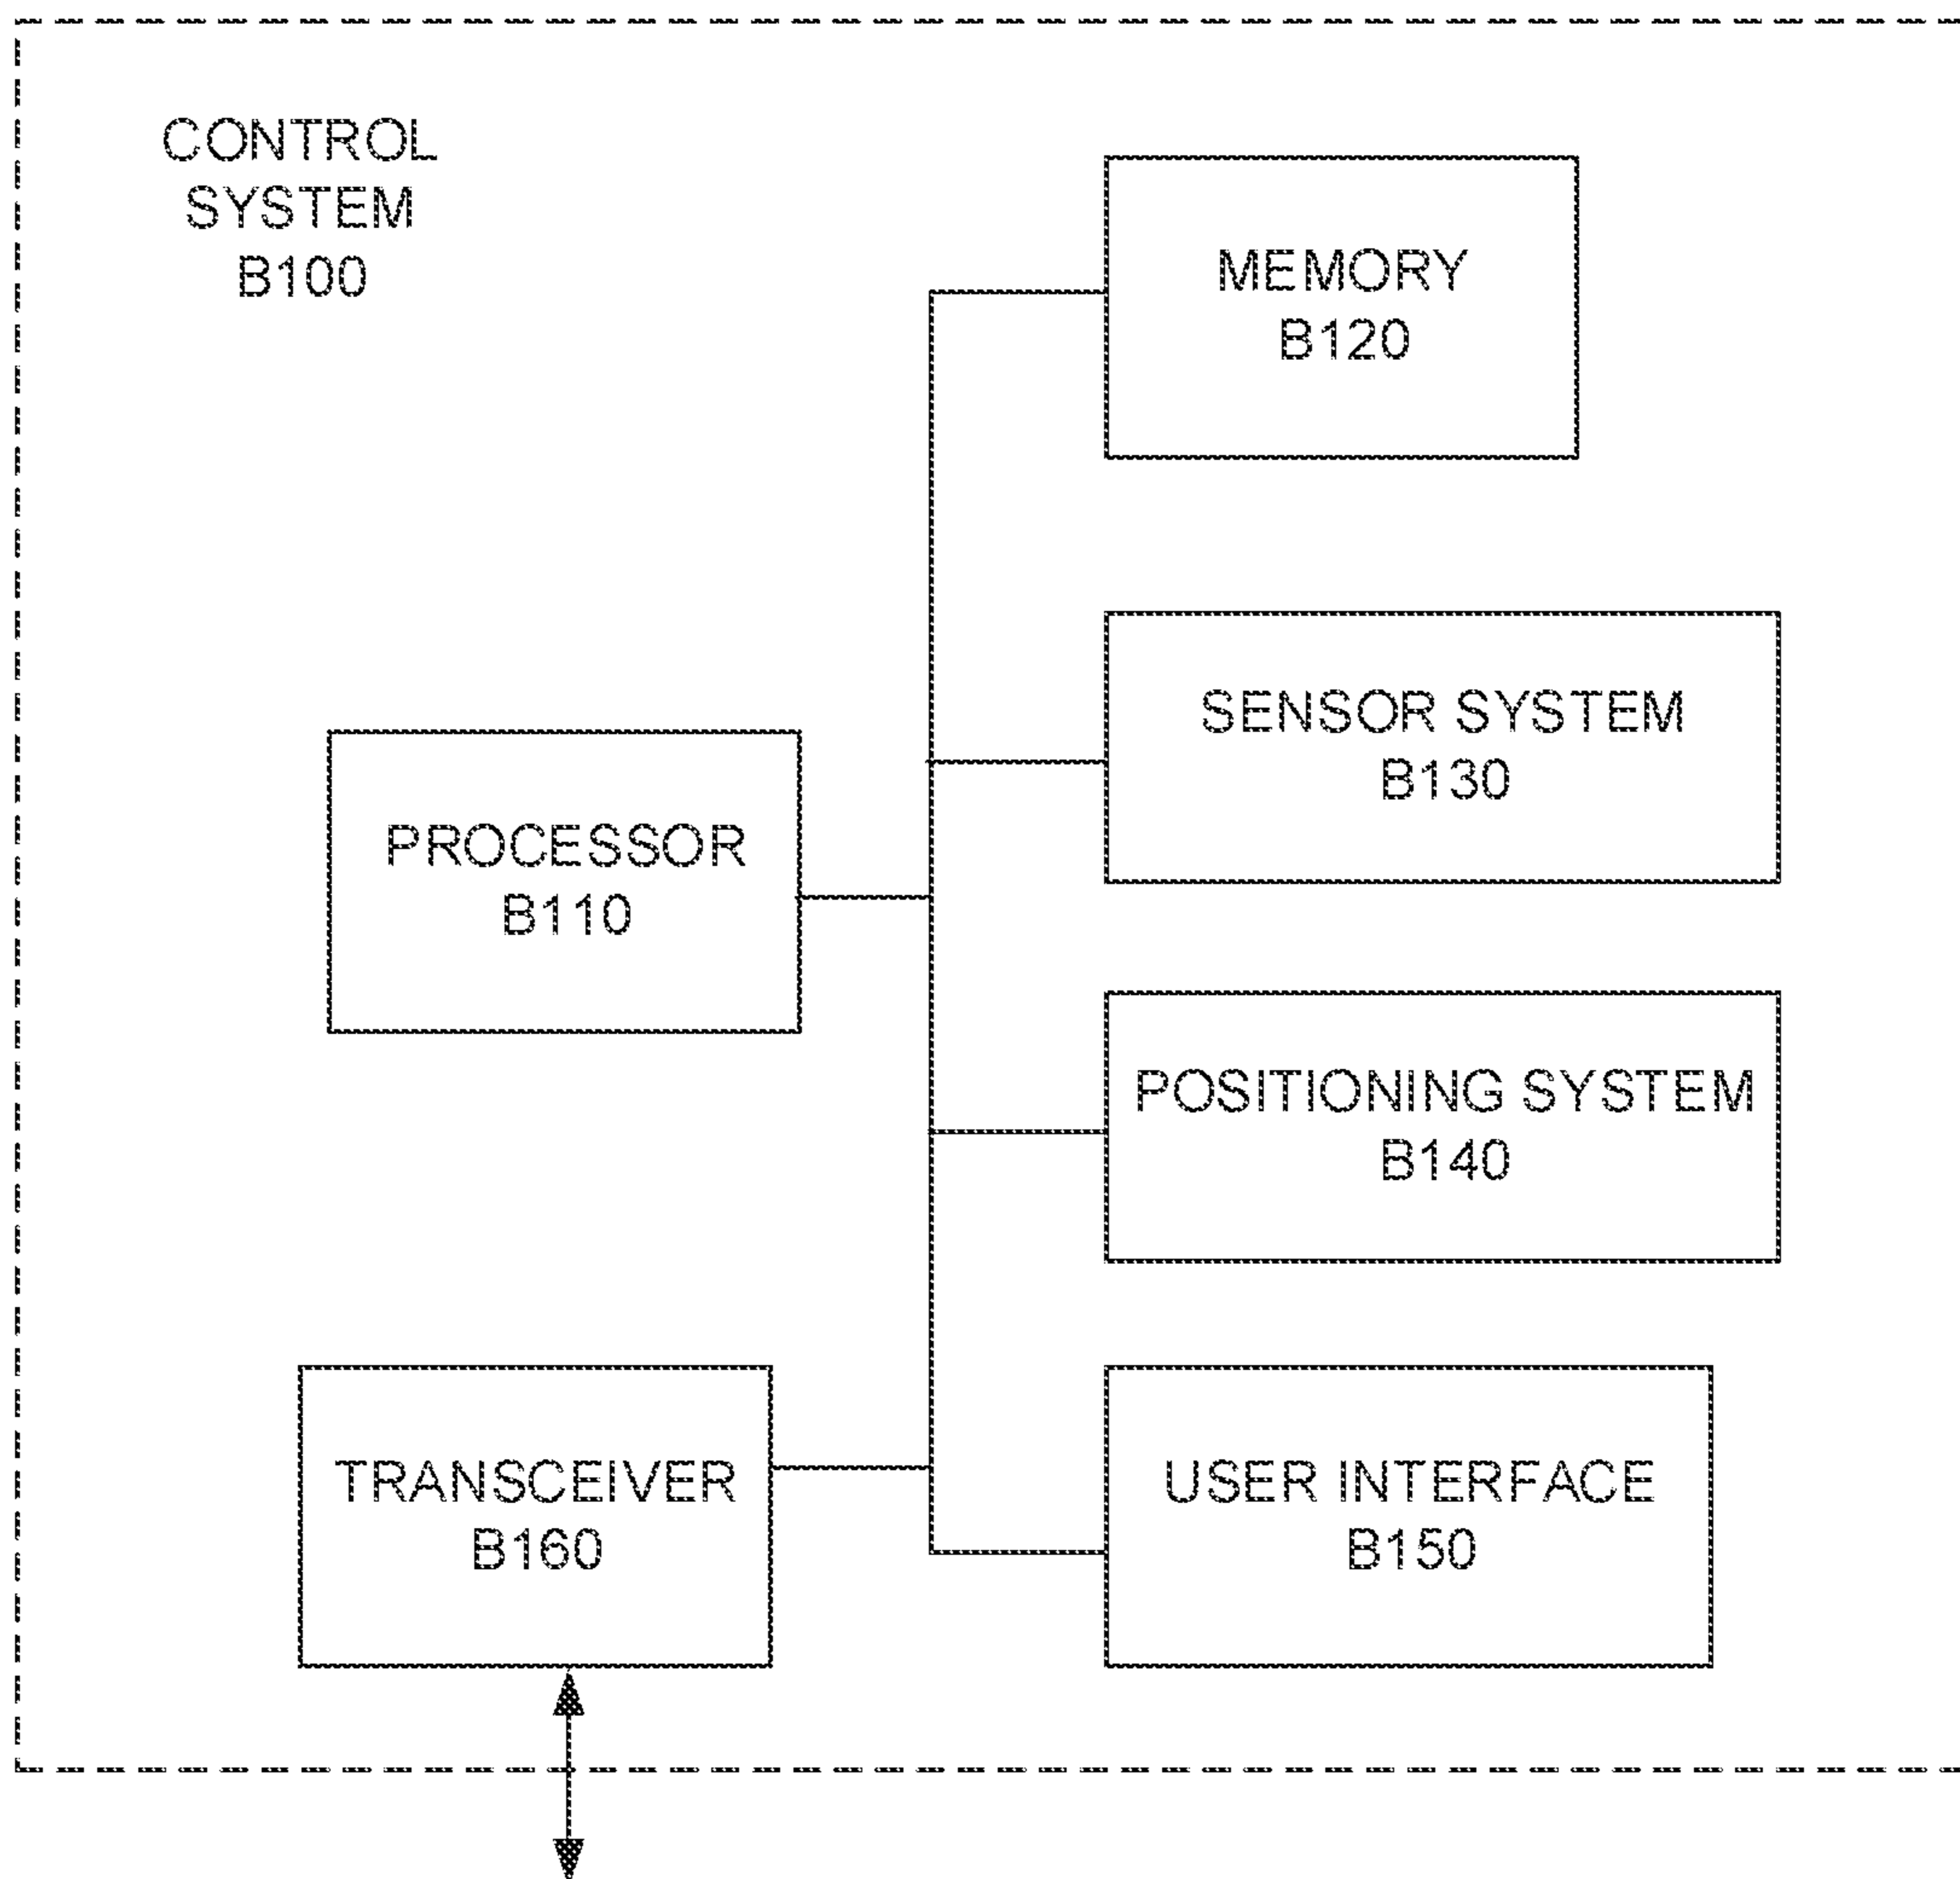 CONTROL
SYSTEM
B100
MEMORY
B120
SENSOR SYSTEM
B130
PROCESSOR
B110
POSITIONING SYSTEM
B140
TRANSCEIVER
B160
USER INTERFACE
B150